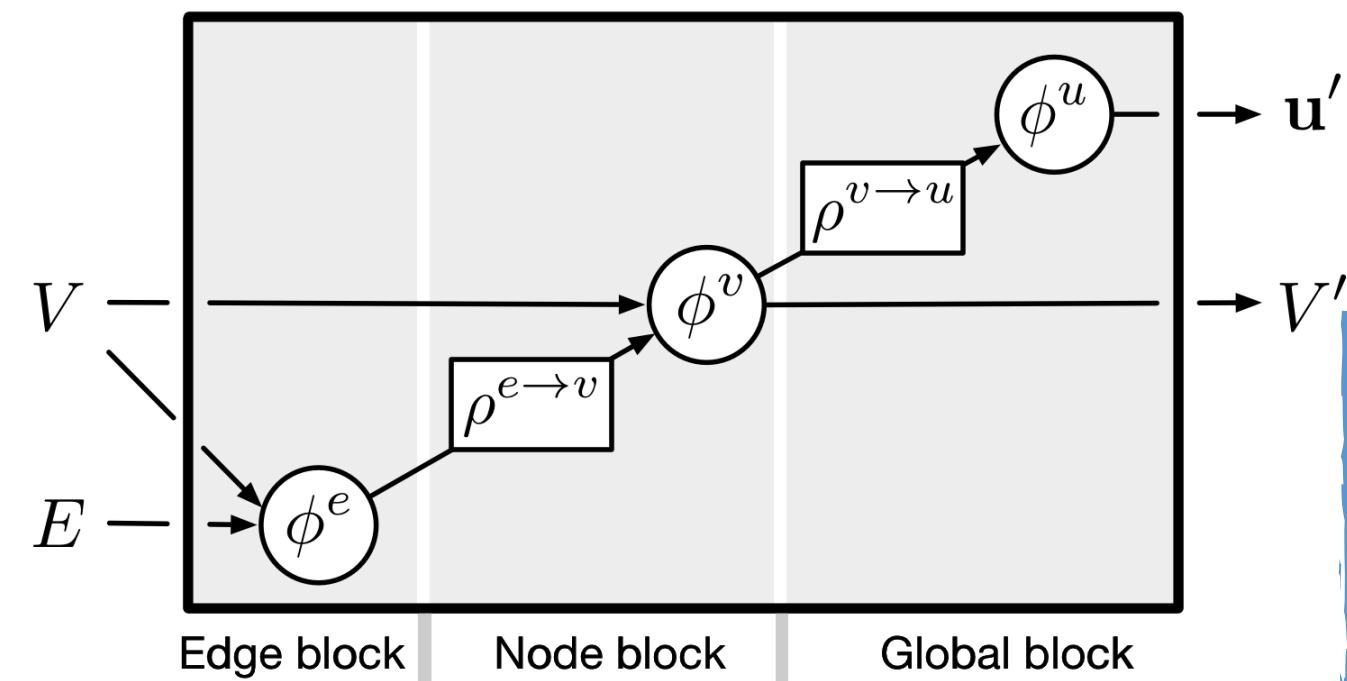 ϕ^u
u′
ρ^{v→u}
V
ϕ^v
V′
ρ^{e→v}
E
ϕ^e
Edge block
Node block
Global block